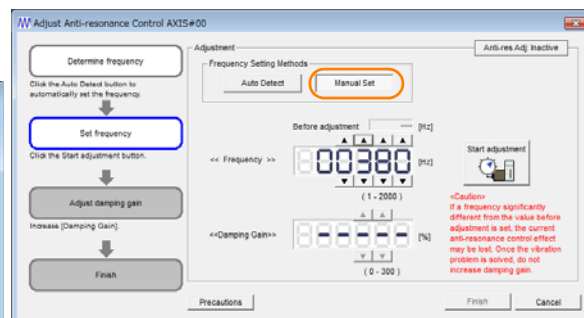 Adjust Anti-resonance Control AXIS#00
Determine frequency
Click the Auto Detect button to
automatically set the frequency.
Set frequency
Click the Start adjustment button.
Adjust damping gain
Increase [Damping Gain].
Finish
Adjustment
Anti-res Adj: Inactive
Frequency Setting Methods
Auto Detect
Manual Set
Before adjustment --- [Hz]
<< Frequency >> 00380 [Hz]
(1 - 2000)
<<Damping Gain>> ----- [%]
(0 - 300)
Start adjustment
<Caution>
If a frequency significantly
different from the value before
adjustment is set, the current
anti-resonance control effect
may be lost. Once the vibration
problem is solved, do not
increase damping gain.
Precautions
Finish
Cancel